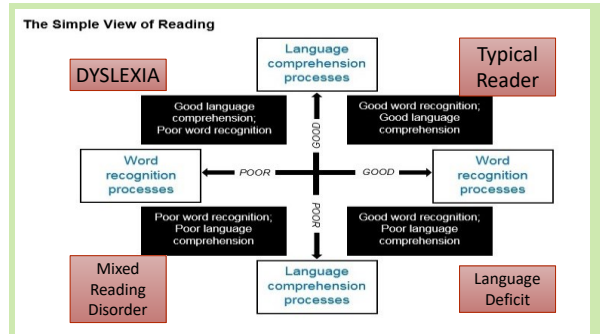 The Simple View of Reading
DYSLEXIA
Language
comprehension
processes
Typical
Reader
Good language
comprehension;
Poor word recognition
GOOD
Good word recognition;
Good language
comprehension
Word
recognition
processes
POOR
GOOD
Word
recognition
processes
Poor word recognition;
Poor language
comprehension
POOR
Good word recognition;
Poor language
comprehension
Mixed
Reading
Disorder
Language
comprehension
processes
Language
Deficit